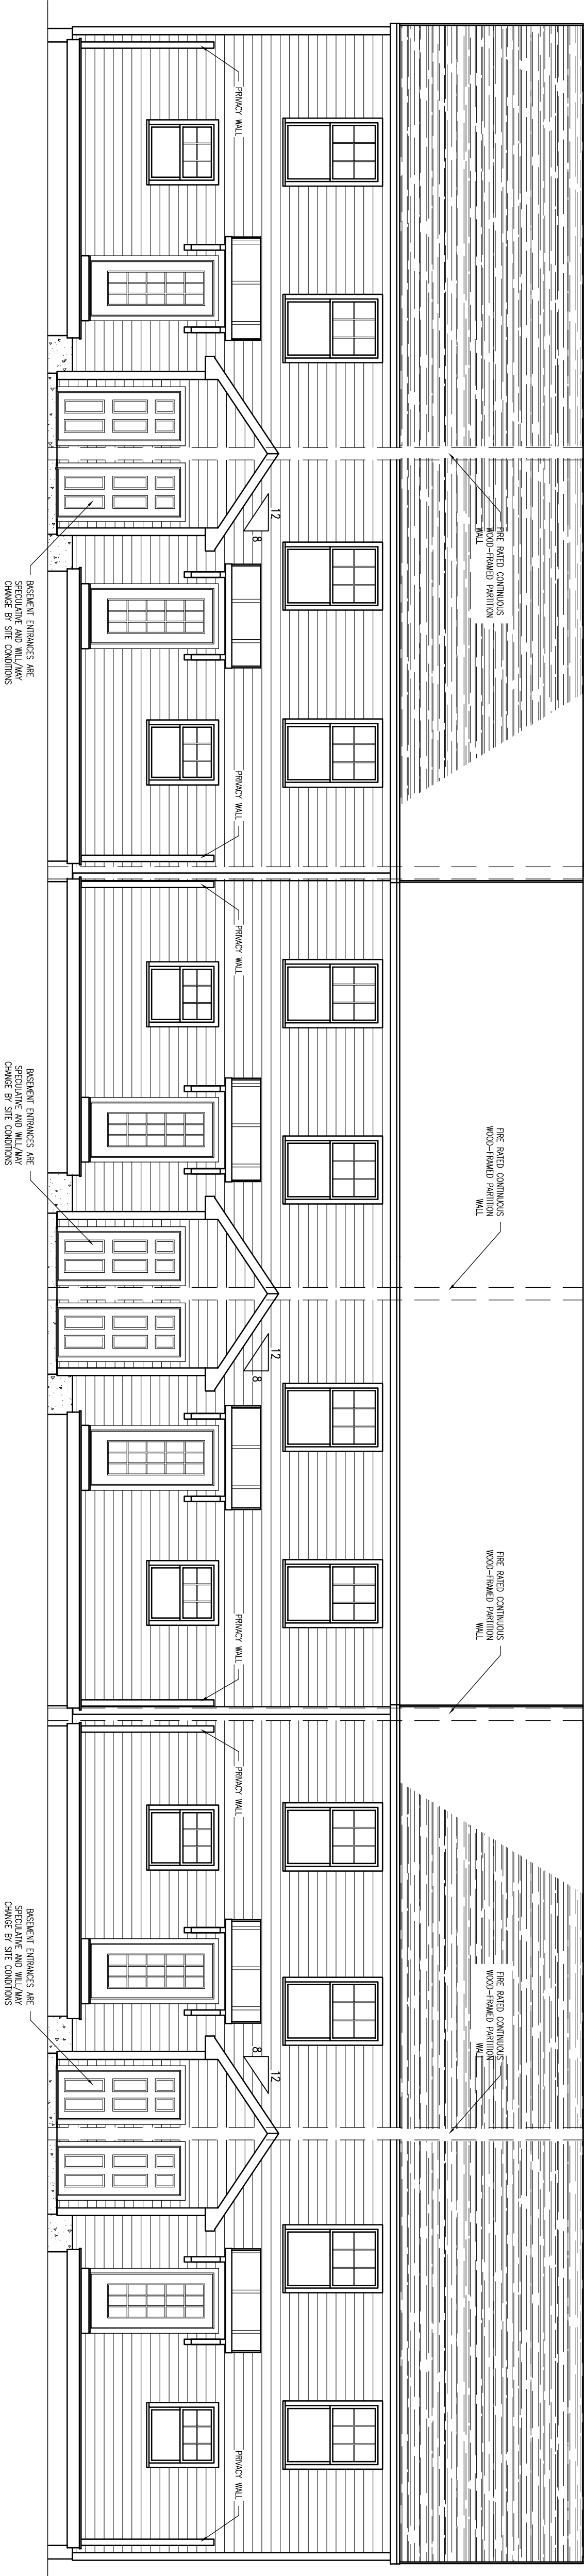 PRIVACY WALL
FIRE RATED CONTINUOUS
WOOD-FRAMED PARTITION
WALL
12
8
BASEMENT ENTRANCES ARE
SPECULATIVE AND WILL/MAY
CHANGE BY SITE CONDITIONS
PRIVACY WALL
PRIVACY WALL
FIRE RATED CONTINUOUS
WOOD-FRAMED PARTITION
WALL
12
8
BASEMENT ENTRANCES ARE
SPECULATIVE AND WILL/MAY
CHANGE BY SITE CONDITIONS
FIRE RATED CONTINUOUS
WOOD-FRAMED PARTITION
WALL
PRIVACY WALL
PRIVACY WALL
FIRE RATED CONTINUOUS
WOOD-FRAMED PARTITION
WALL
12
8
BASEMENT ENTRANCES ARE
SPECULATIVE AND WILL/MAY
CHANGE BY SITE CONDITIONS
PRIVACY WALL